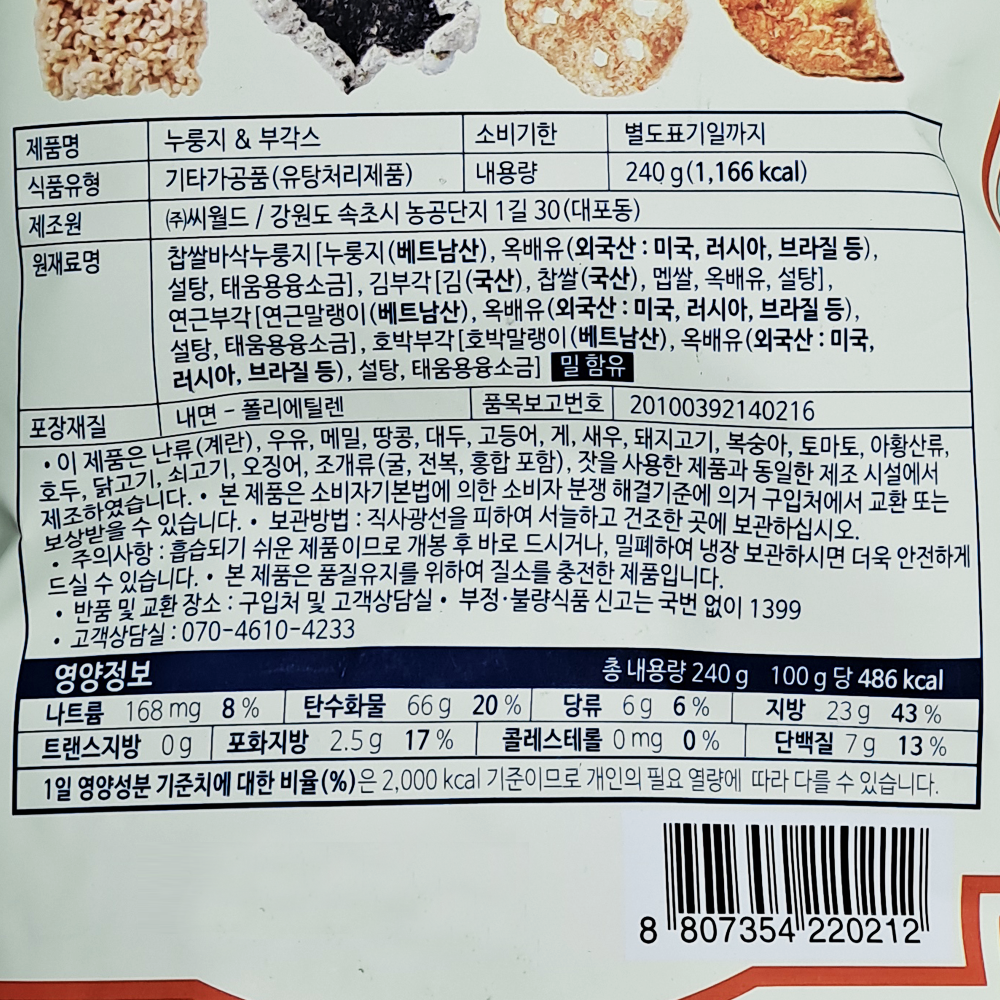 제품명 누룽지 & 부각스 소비기한 별도표기일까지
식품유형 기타가공품(유탕처리제품) 내용량 240 g(1,166 kcal)
제조원 ㈜씨월드 / 강원도 속초시 농공단지 1길 30(대포동)
원재료명 찹쌀바삭누룽지[누룽지(베트남산), 옥배유(외국산 : 미국, 러시아, 브라질 등),
설탕, 태움용융소금], 김부각[김(국산), 찹쌀(국산), 멥쌀, 옥배유, 설탕],
연근부각[연근말랭이(베트남산), 옥배유(외국산 : 미국, 러시아, 브라질 등),
설탕, 태움용융소금], 호박부각[호박말랭이(베트남산), 옥배유(외국산 : 미국,
러시아, 브라질 등), 설탕, 태움용융소금] 밀 함유
포장재질 내면 - 폴리에틸렌 품목보고번호 20100392140216
• 이 제품은 난류(계란), 우유, 메밀, 땅콩, 대두, 고등어, 게, 새우, 돼지고기, 복숭아, 토마토, 아황산류,
호두, 닭고기, 쇠고기, 오징어, 조개류(굴, 전복, 홍합 포함), 잣을 사용한 제품과 동일한 제조 시설에서
제조하였습니다. • 본 제품은 소비자기본법에 의한 소비자 분쟁 해결기준에 의거 구입처에서 교환 또는
보상받을 수 있습니다. • 보관방법 : 직사광선을 피하여 서늘하고 건조한 곳에 보관하십시오.
• 주의사항 : 흡습되기 쉬운 제품이므로 개봉 후 바로 드시거나, 밀폐하여 냉장 보관하시면 더욱 안전하게
드실 수 있습니다. • 본 제품은 품질유지를 위하여 질소를 충전한 제품입니다.
• 반품 및 교환 장소 : 구입처 및 고객상담실 • 부정·불량식품 신고는 국번 없이 1399
• 고객상담실 : 070-4610-4233
영양정보 총 내용량 240 g 100 g 당 486 kcal
나트륨 168 mg 8 % 탄수화물 66 g 20 % 당류 6 g 6 % 지방 23 g 43 %
트랜스지방 0 g 포화지방 2.5 g 17 % 콜레스테롤 0 mg 0 % 단백질 7 g 13 %
1일 영양성분 기준치에 대한 비율(%)은 2,000 kcal 기준이므로 개인의 필요 열량에 따라 다를 수 있습니다.
8 807354 220212